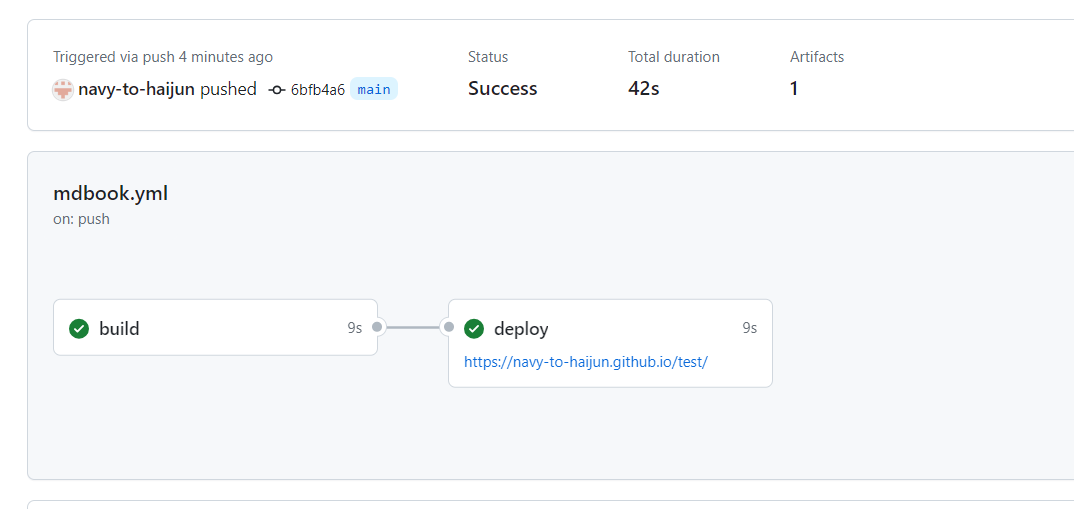 Triggered via push 4 minutes ago
navy-to-haijun pushed 6bfb4a6 main
Status
Success
Total duration
42s
Artifacts
1
mdbook.yml
on: push
build 9s
deploy 9s
https://navy-to-haijun.github.io/test/